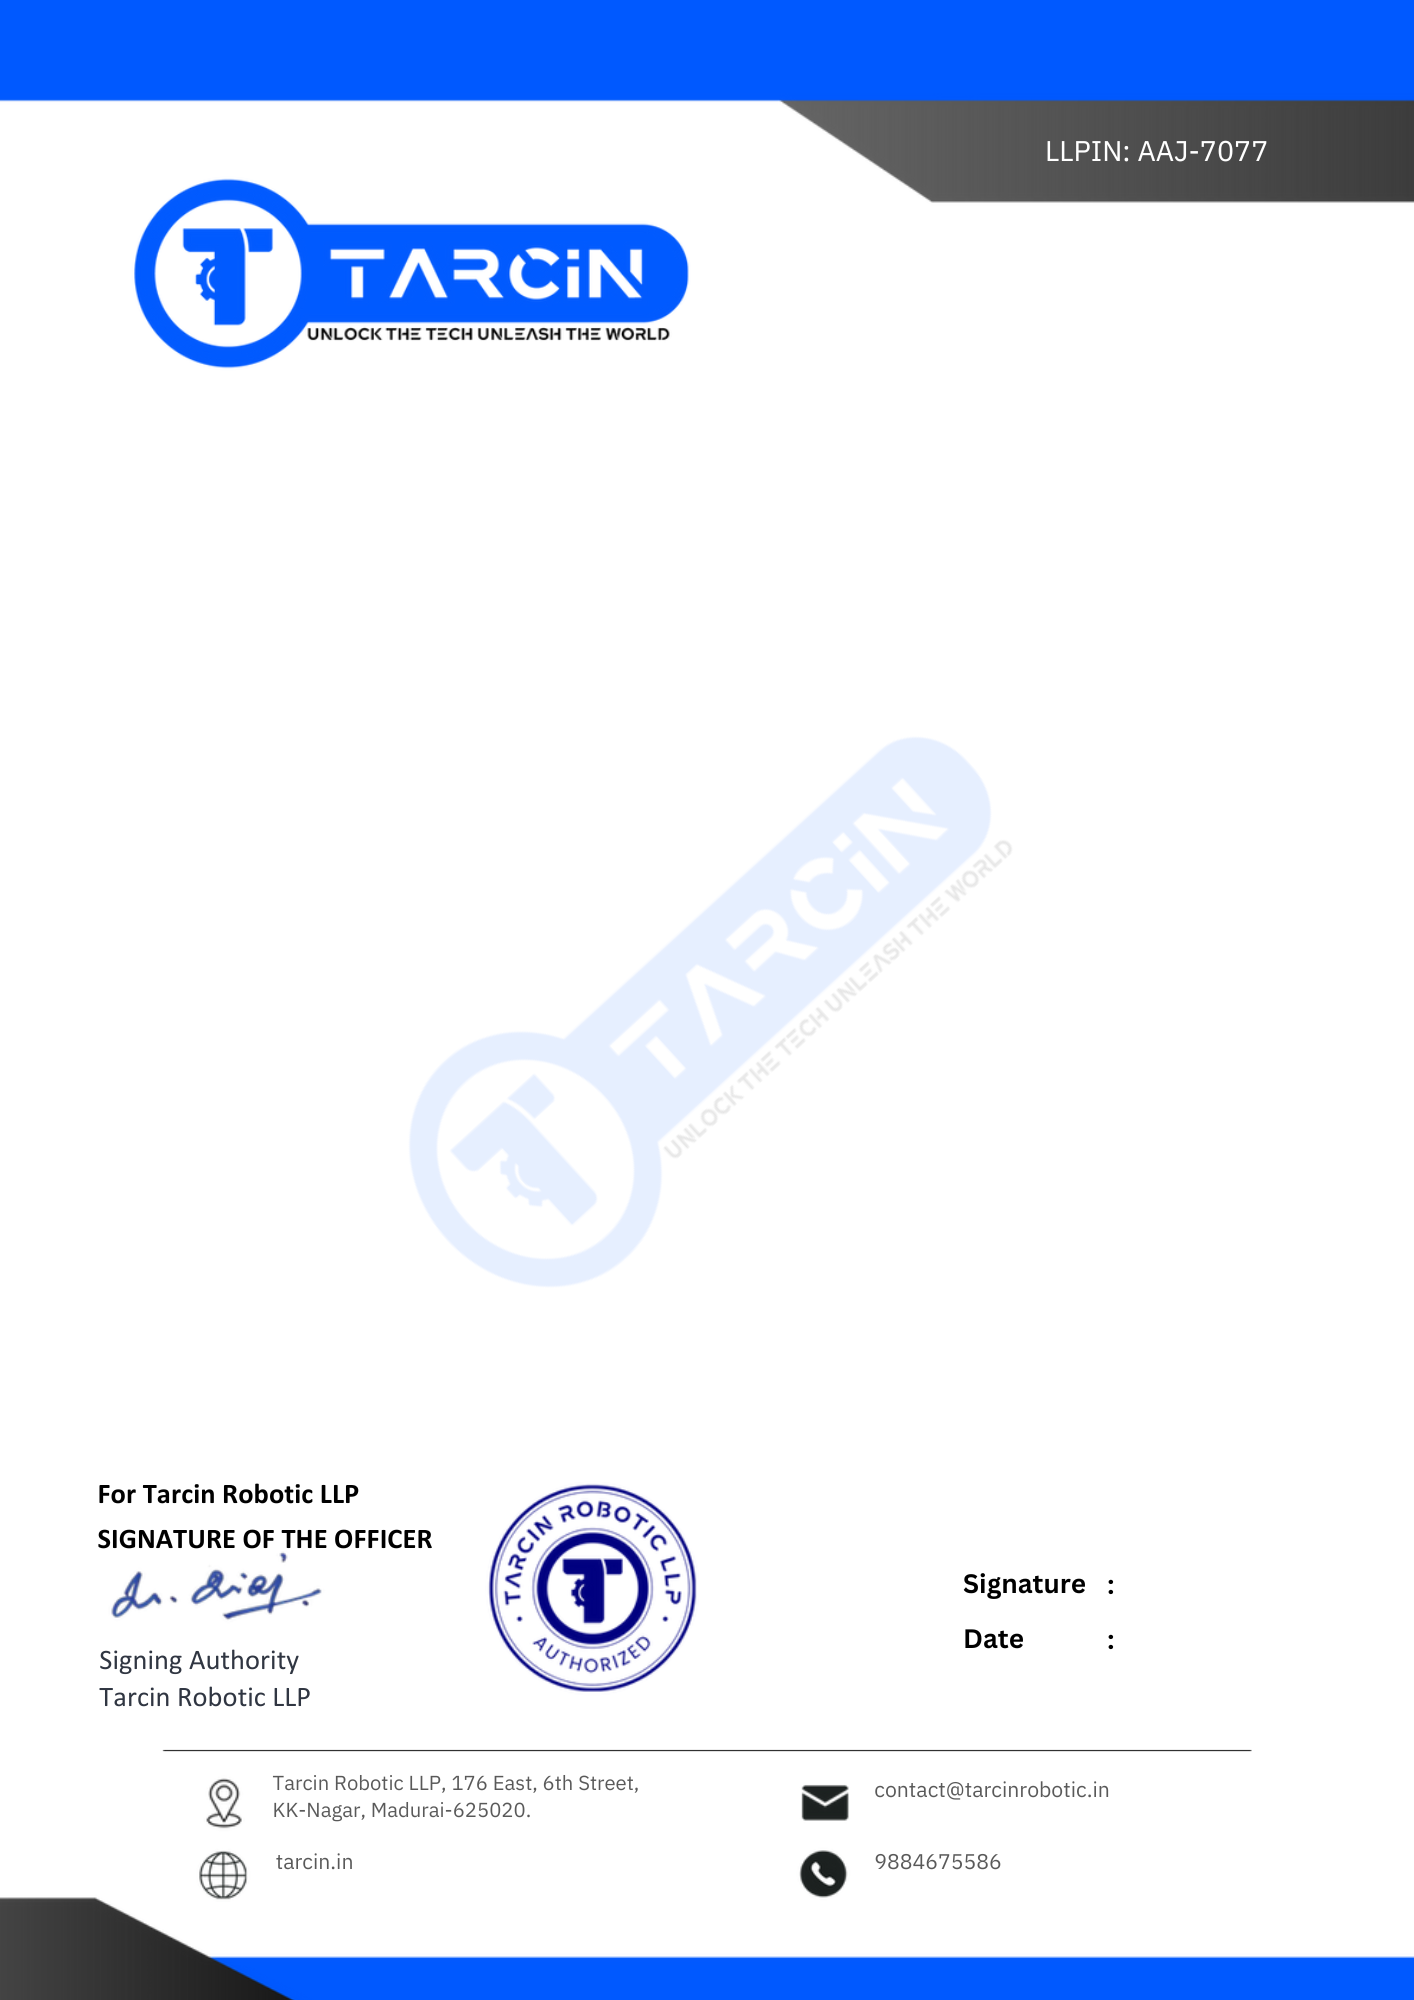 LLPIN: AAJ-7077
TARCiN
UNLOCK THE TECH UNLEASH THE WORLD
TARCiN
UNLOCK THE TECH UNLEASH THE WORLD
For Tarcin Robotic LLP
SIGNATURE OF THE OFFICER
Signing Authority
Tarcin Robotic LLP
TARCIN ROBOTIC LLP
AUTHORIZED
Signature :
Date :
Tarcin Robotic LLP, 176 East, 6th Street,
KK-Nagar, Madurai-625020.
contact@tarcinrobotic.in
tarcin.in
9884675586